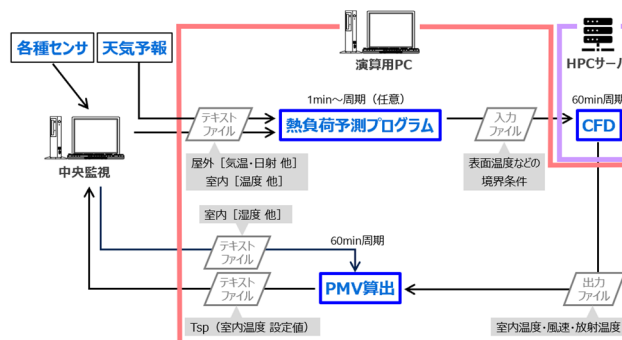 各種センサ
天気予報
演算用PC
HPCサー
1min～周期（任意）
60min周期
テキスト
ファイル
熱負荷予測プログラム
入力
ファイル
CFD
中央監視
屋外［気温・日射 他］
室内［温度 他］
表面温度などの
境界条件
室内［湿度 他］
テキスト
ファイル
60min周期
テキスト
ファイル
PMV算出
出力
ファイル
Tsp（室内温度 設定値）
室内温度・風速・放射温度